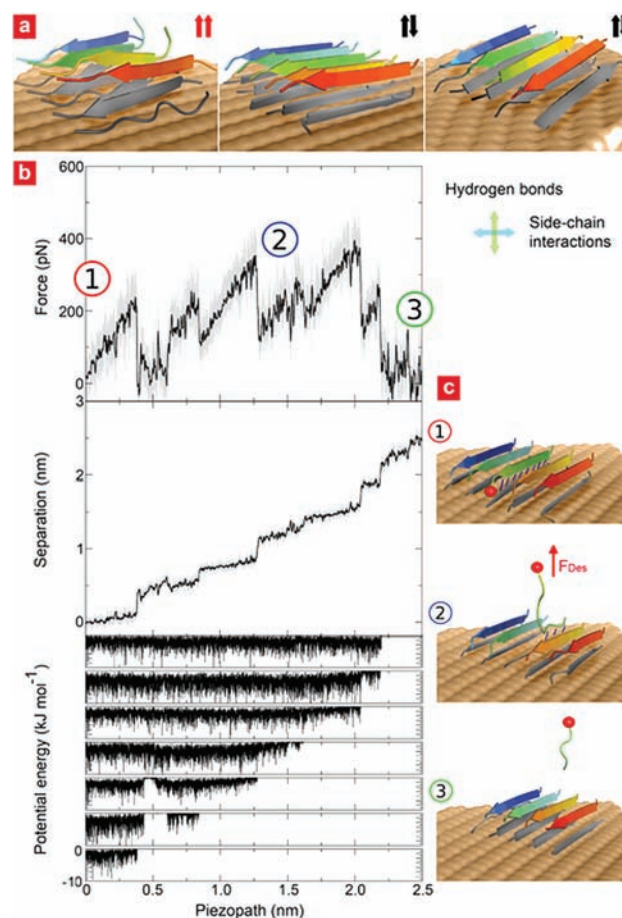 a
b
600
400
200
0
Force (pN)
1
2
3
Hydrogen bonds
Side-chain
interactions
3
2
1
0
Separation (nm)
c
1
2
FDes
3
Potential energy (kJ mol-1)
0
-10
0
0.5
1.0
1.5
2.0
2.5
Piezopath (nm)